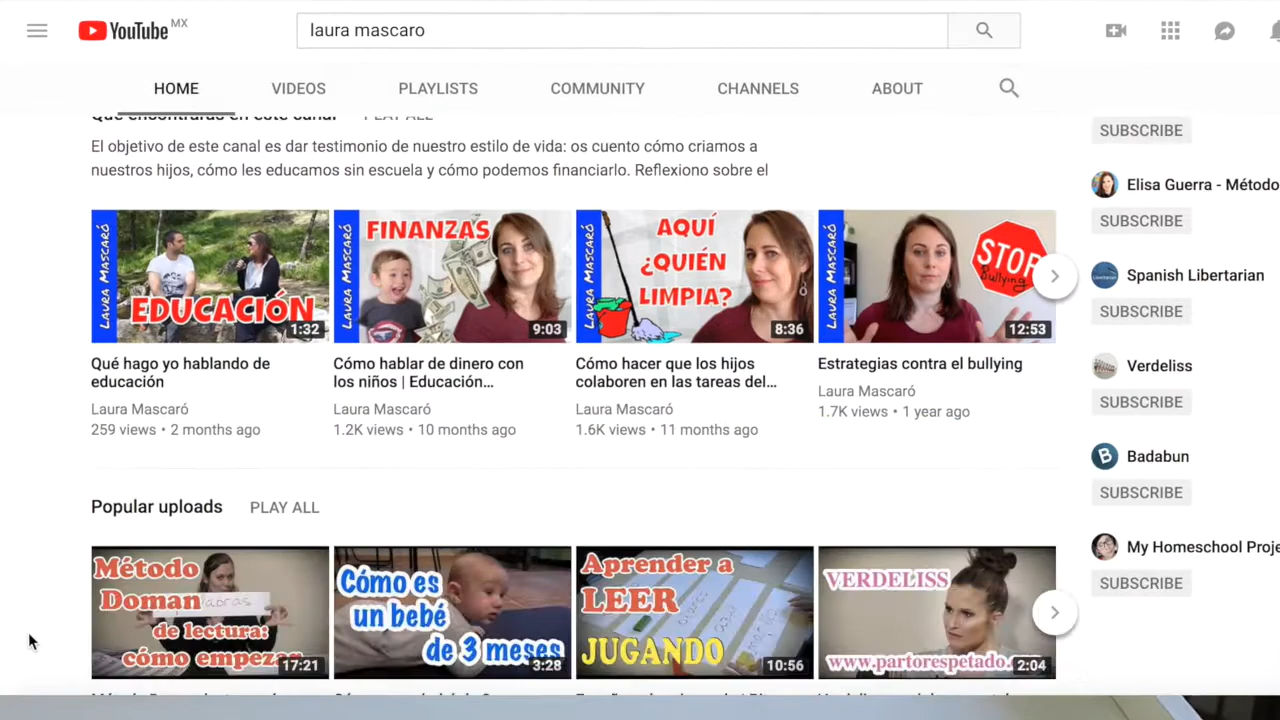 YouTube MX
laura mascaro
HOME
VIDEOS
PLAYLISTS
COMMUNITY
CHANNELS
ABOUT
Qué encontrarás en este canal
PLAY ALL
El objetivo de este canal es dar testimonio de nuestro estilo de vida: os cuento cómo criamos a
nuestros hijos, cómo les educamos sin escuela y cómo podemos financiarlo. Reflexiono sobre el
LAURA MASCARÓ
EDUCACIÓN
1:32
LAURA MASCARÓ
FINANZAS
9:03
LAURA MASCARÓ
AQUÍ
¿QUIÉN
LIMPIA?
8:36
LAURA MASCARÓ
STOP
Bullying
12:53
Qué hago yo hablando de
educación
Laura Mascaró
259 views • 2 months ago
Cómo hablar de dinero con
los niños | Educación...
Laura Mascaró
1.2K views • 10 months ago
Cómo hacer que los hijos
colaboren en las tareas del...
Laura Mascaró
1.6K views • 11 months ago
Estrategias contra el bullying
Laura Mascaró
1.7K views • 1 year ago
Popular uploads
PLAY ALL
Método
Doman
de lectura:
cómo empezar
17:21
Cómo es
un bebé
de 3 meses
3:28
Aprender a
LEER
JUGANDO
10:56
VERDELISS
www.partorespetado.
2:04
SUBSCRIBE
Elisa Guerra - Método
SUBSCRIBE
Spanish Libertarian
SUBSCRIBE
Verdeliss
SUBSCRIBE
Badabun
SUBSCRIBE
My Homeschool Proje
SUBSCRIBE